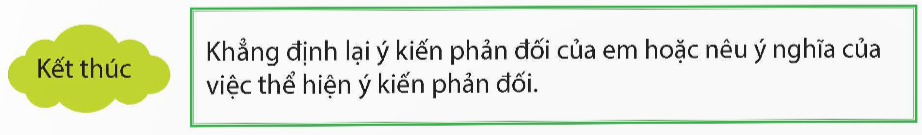 Kết thúc
Khẳng định lại ý kiến phản đối của em hoặc nêu ý nghĩa của
việc thể hiện ý kiến phản đối.